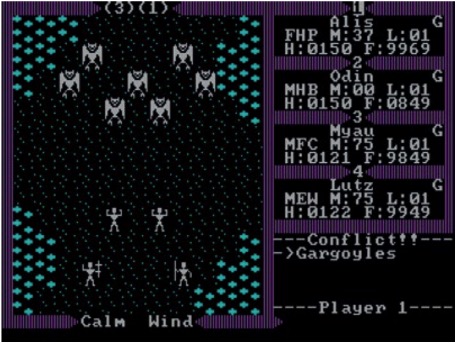 (3)(1)
1
Alis G
FHP M:37 L:01
H:0150 F:9969
2
Odin G
MHB M:00 L:01
H:0150 F:0849
3
Myau G
MFC M:75 L:01
H:0121 F:9849
4
Lutz G
MEW M:75 L:01
H:0122 F:9949
---Conflict!!---
->Gargoyles
----Player 1----
Calm Wind